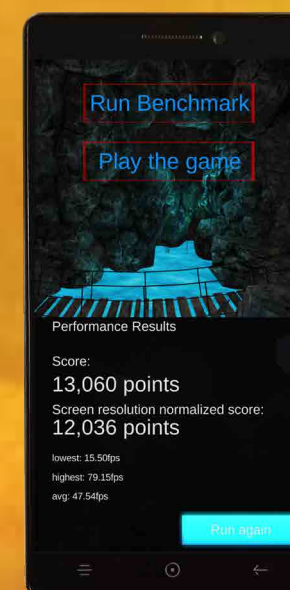 Run Benchmark
Play the game
Performance Results
Score:
13,060 points
Screen resolution normalized score:
12,036 points
lowest: 15.50fps
highest: 79.15fps
avg: 47.54fps
Run again